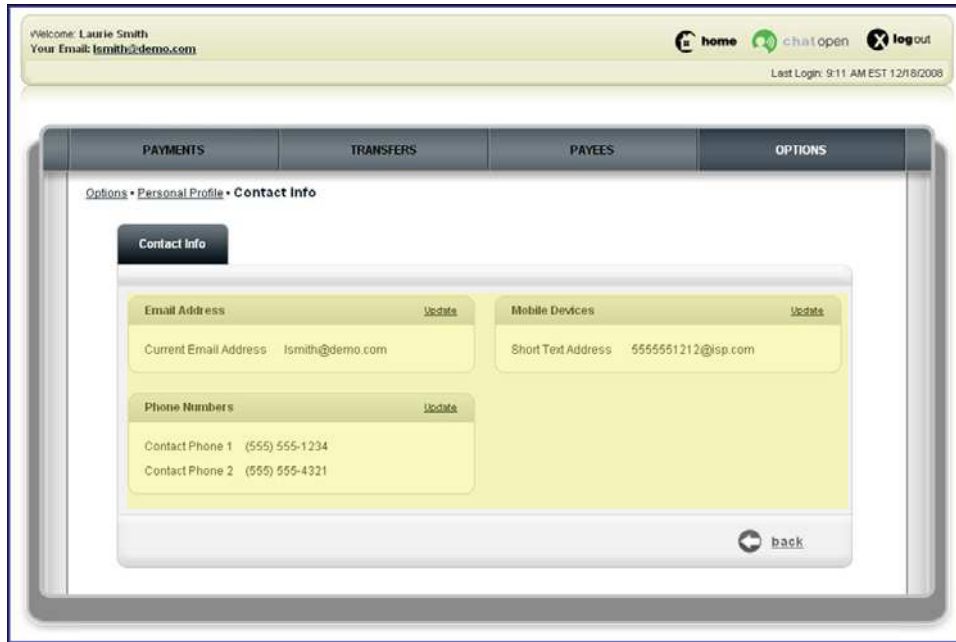 Welcome: Laurie Smith
Your Email: lsmith@demo.com
home chatopen logout
Last Login: 9:11 AM EST 12/18/2008
PAYMENTS TRANSFERS PAYEES OPTIONS
Options • Personal Profile • Contact Info
Contact Info
Email Address Update
Current Email Address lsmith@demo.com
Mobile Devices Update
Short Text Address 5555551212@isp.com
Phone Numbers Update
Contact Phone 1 (555) 555-1234
Contact Phone 2 (555) 555-4321
back